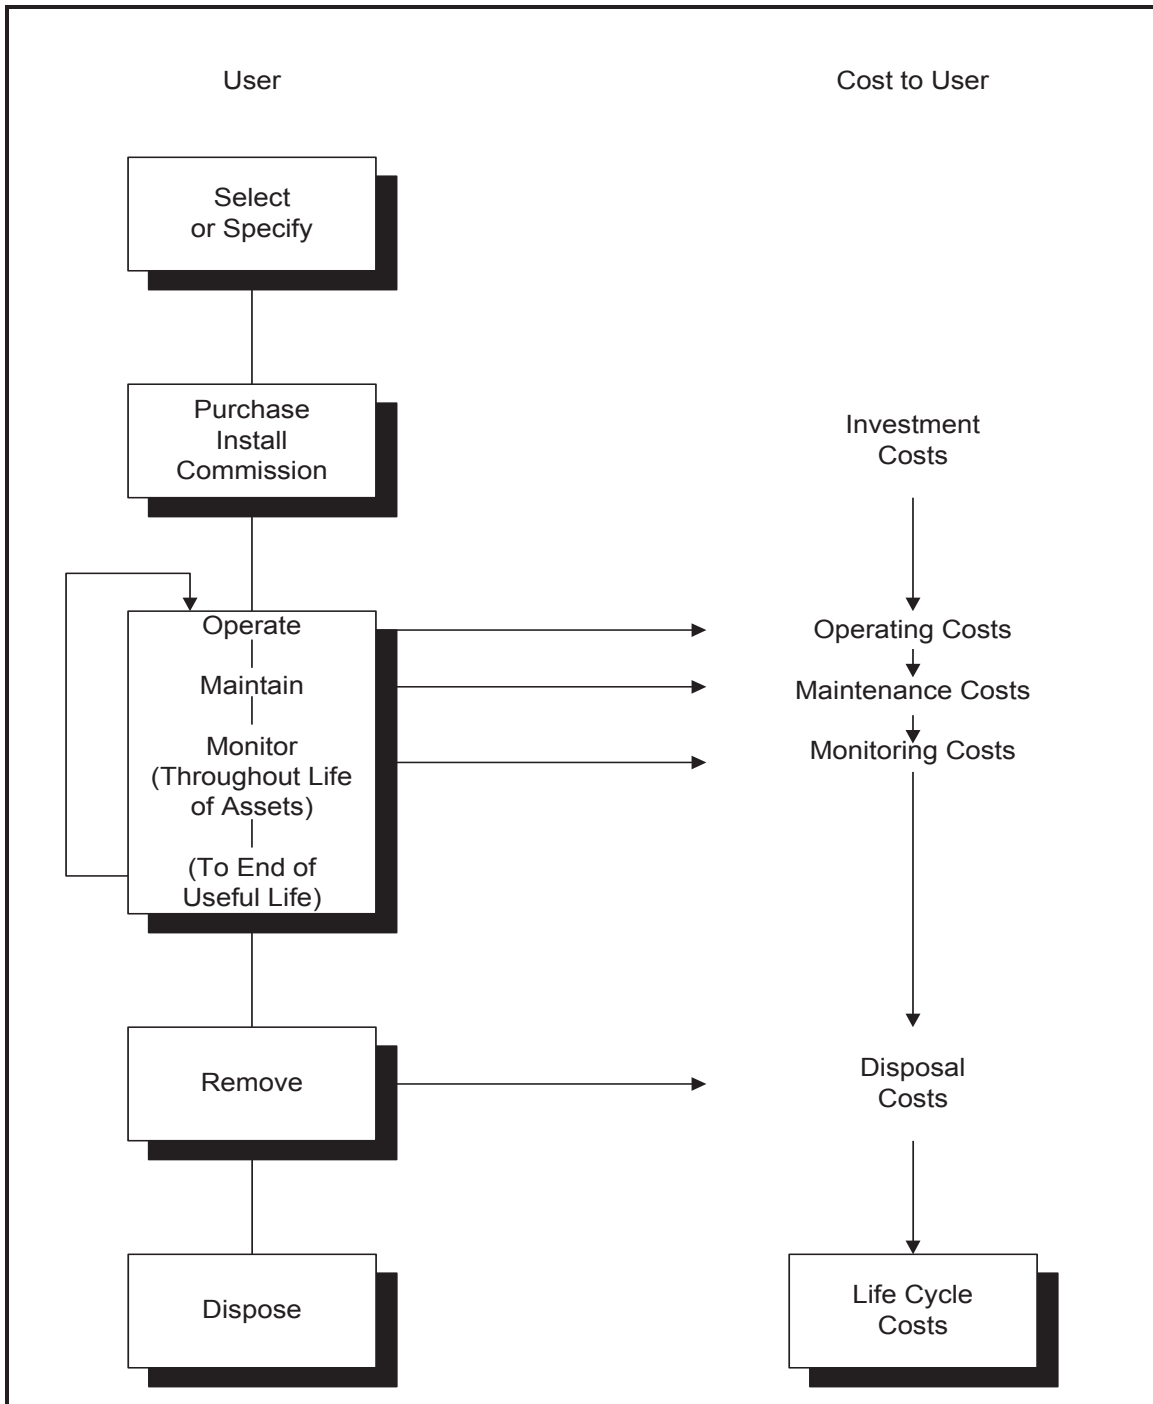 User
Cost to User
Select
or Specify
Purchase
Install
Commission
Investment
Costs
Operate
Operating Costs
Maintain
Maintenance Costs
Monitor
(Throughout Life
of Assets)
Monitoring Costs
(To End of
Useful Life)
Remove
Disposal
Costs
Dispose
Life Cycle
Costs